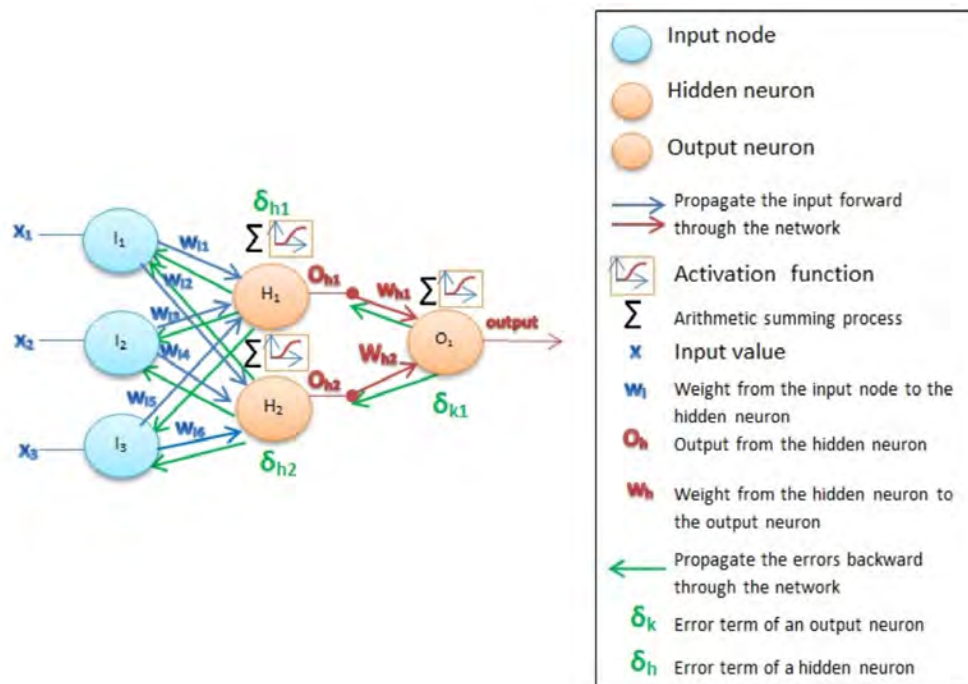 δh1
X1
I1
wI1
Σ
wI2
H1
Oh1
wh1
Σ
X2
I2
wI3
wI4
Σ
O1
output
Wh2
wI5
H2
Oh2
δk1
X3
I3
wI6
δh2
Input node
Hidden neuron
Output neuron
Propagate the input forward
through the network
Activation function
Σ Arithmetic summing process
x Input value
wI Weight from the input node to the
hidden neuron
Oh Output from the hidden neuron
wh Weight from the hidden neuron to
the output neuron
Propagate the errors backward
through the network
δk Error term of an output neuron
δh Error term of a hidden neuron